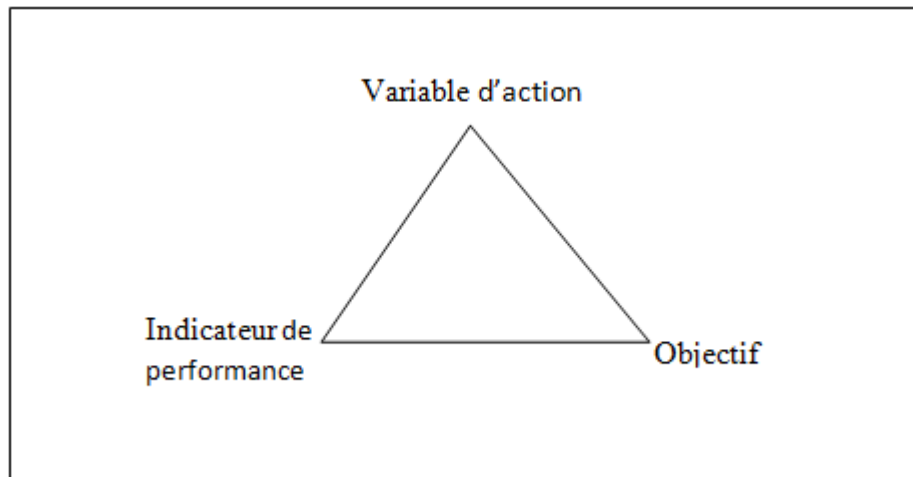 Variable d’action
Indicateur de
performance
Objectif